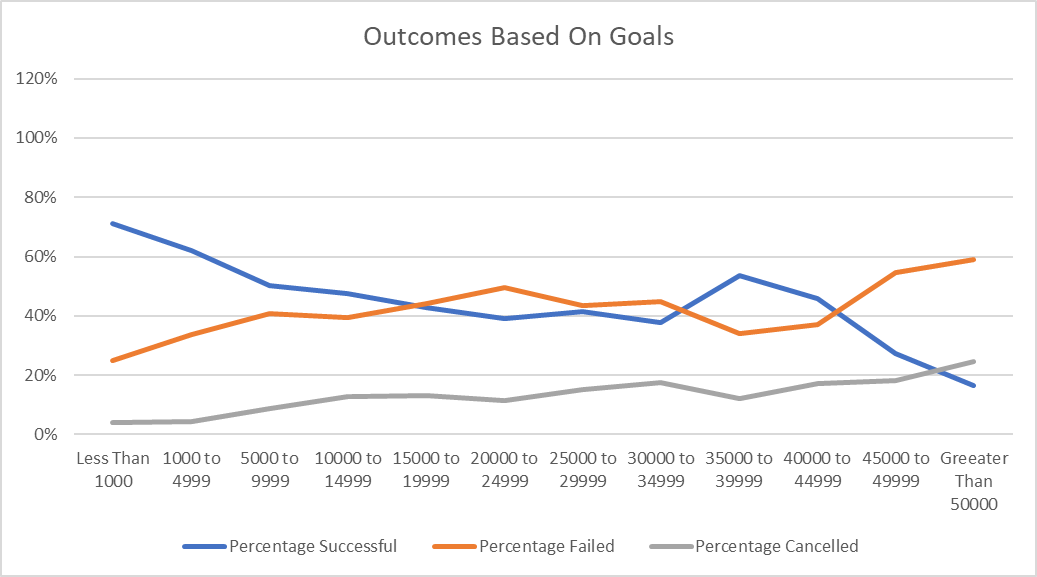 Outcomes Based On Goals
120%
100%
80%
60%
40%
20%
0%
Less Than
1000
1000 to
4999
5000 to
9999
10000 to
14999
15000 to
19999
20000 to
24999
25000 to
29999
30000 to
34999
35000 to
39999
40000 to
44999
45000 to
49999
Greeater
Than
50000
Percentage Successful
Percentage Failed
Percentage Cancelled